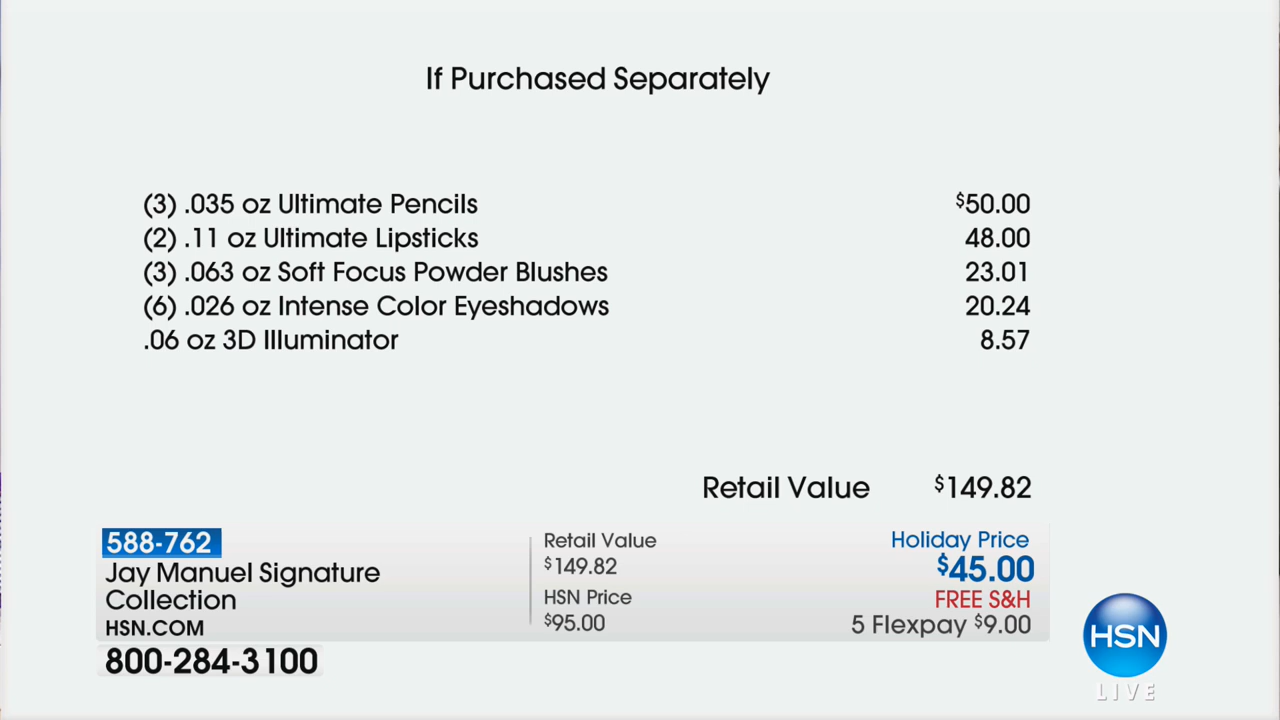 If Purchased Separately
(3) .035 oz Ultimate Pencils $50.00
(2) .11 oz Ultimate Lipsticks 48.00
(3) .063 oz Soft Focus Powder Blushes 23.01
(6) .026 oz Intense Color Eyeshadows 20.24
.06 oz 3D Illuminator 8.57
Retail Value $149.82
588-762
Jay Manuel Signature
Collection
HSN.COM
800-284-3100
Retail Value
$149.82
HSN Price
$95.00
Holiday Price
$45.00
FREE S&H
5 Flexpay $9.00
HSN
LIVE